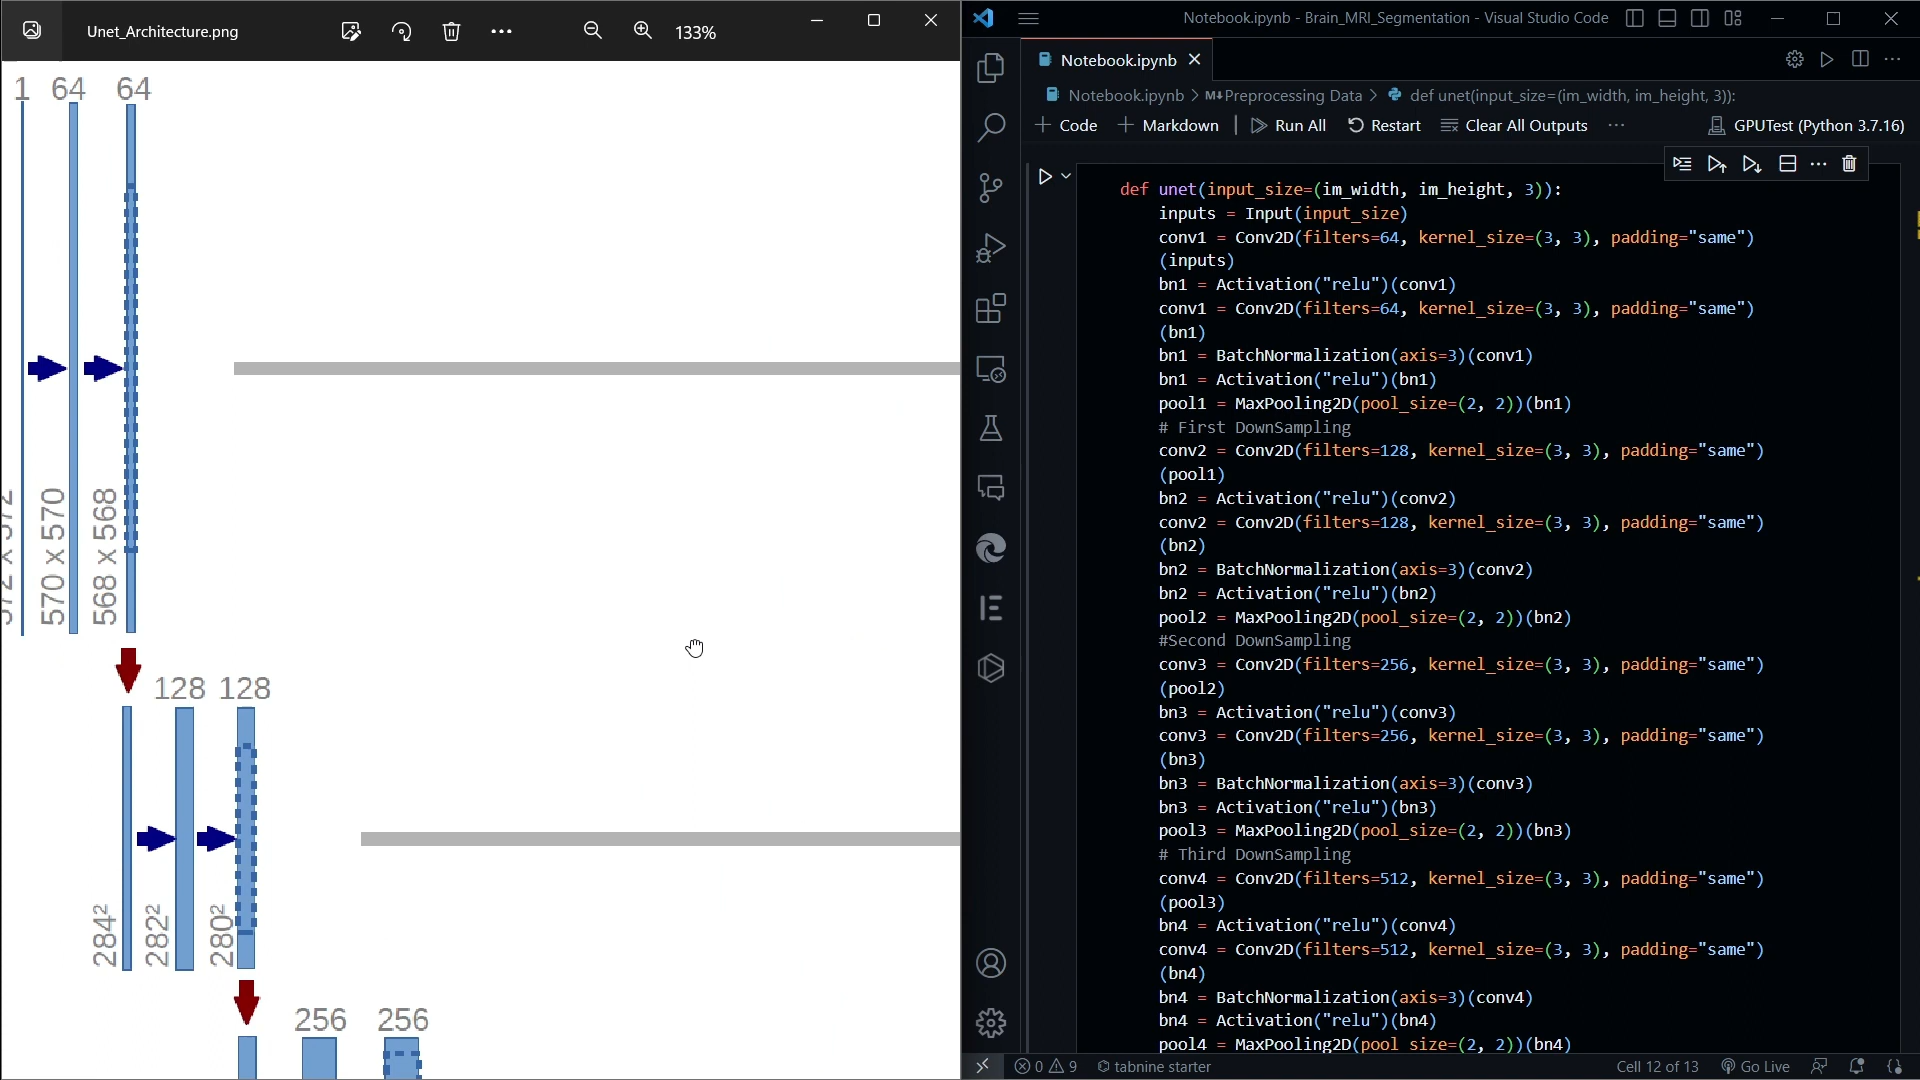 Unet_Architecture.png
133%
1 64 64
570 x 570
568 x 568
128 128
284²
282²
280²
256 256
Notebook.ipynb - Brain_MRI_Segmentation - Visual Studio Code
Notebook.ipynb
Notebook.ipynb > M↓Preprocessing Data > def unet(input_size=(im_width, im_height, 3)):
+ Code + Markdown | Run All Restart Clear All Outputs ··· GPUTest (Python 3.7.16)
def unet(input_size=(im_width, im_height, 3)):
inputs = Input(input_size)
conv1 = Conv2D(filters=64, kernel_size=(3, 3), padding="same")
(inputs)
bn1 = Activation("relu")(conv1)
conv1 = Conv2D(filters=64, kernel_size=(3, 3), padding="same")
(bn1)
bn1 = BatchNormalization(axis=3)(conv1)
bn1 = Activation("relu")(bn1)
pool1 = MaxPooling2D(pool_size=(2, 2))(bn1)
# First DownSampling
conv2 = Conv2D(filters=128, kernel_size=(3, 3), padding="same")
(pool1)
bn2 = Activation("relu")(conv2)
conv2 = Conv2D(filters=128, kernel_size=(3, 3), padding="same")
(bn2)
bn2 = BatchNormalization(axis=3)(conv2)
bn2 = Activation("relu")(bn2)
pool2 = MaxPooling2D(pool_size=(2, 2))(bn2)
#Second DownSampling
conv3 = Conv2D(filters=256, kernel_size=(3, 3), padding="same")
(pool2)
bn3 = Activation("relu")(conv3)
conv3 = Conv2D(filters=256, kernel_size=(3, 3), padding="same")
(bn3)
bn3 = BatchNormalization(axis=3)(conv3)
bn3 = Activation("relu")(bn3)
pool3 = MaxPooling2D(pool_size=(2, 2))(bn3)
# Third DownSampling
conv4 = Conv2D(filters=512, kernel_size=(3, 3), padding="same")
(pool3)
bn4 = Activation("relu")(conv4)
conv4 = Conv2D(filters=512, kernel_size=(3, 3), padding="same")
(bn4)
bn4 = BatchNormalization(axis=3)(conv4)
bn4 = Activation("relu")(bn4)
pool4 = MaxPooling2D(pool_size=(2, 2))(bn4)
0 9 tabnine starter Cell 12 of 13 Go Live